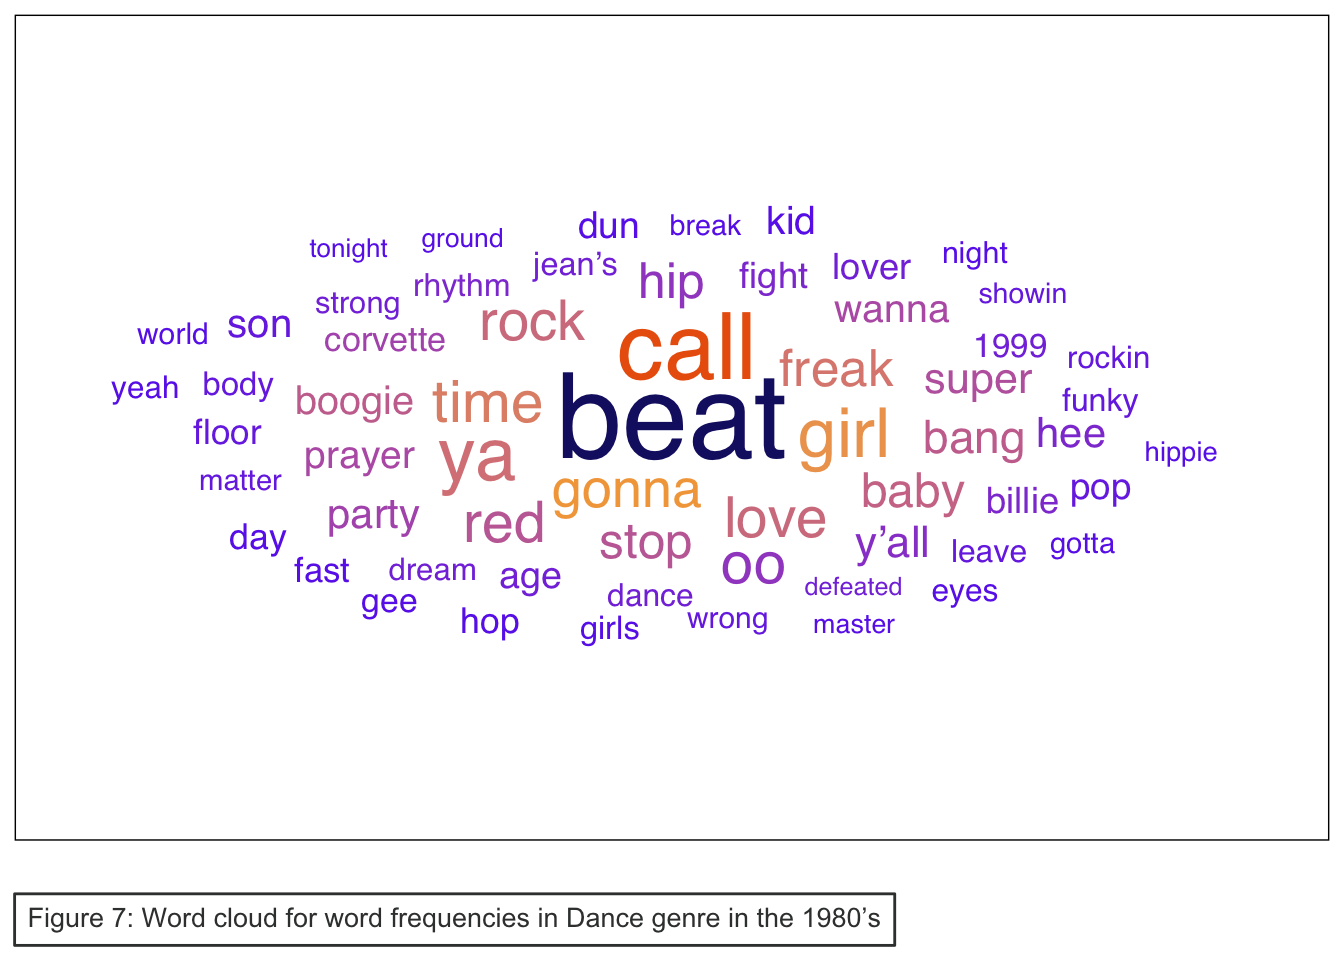 dun break kid
tonight ground
jean’s hip fight lover night
strong rhythm wanna showin
world son corvette rock call 1999 rockin
yeah body boogie time beat freak super funky
floor prayer ya girl bang hee hippie
matter gonna baby billie pop
day party red stop love y’all leave gotta
fast dream age oo defeated eyes
gee hop girls dance wrong master
Figure 7: Word cloud for word frequencies in Dance genre in the 1980’s